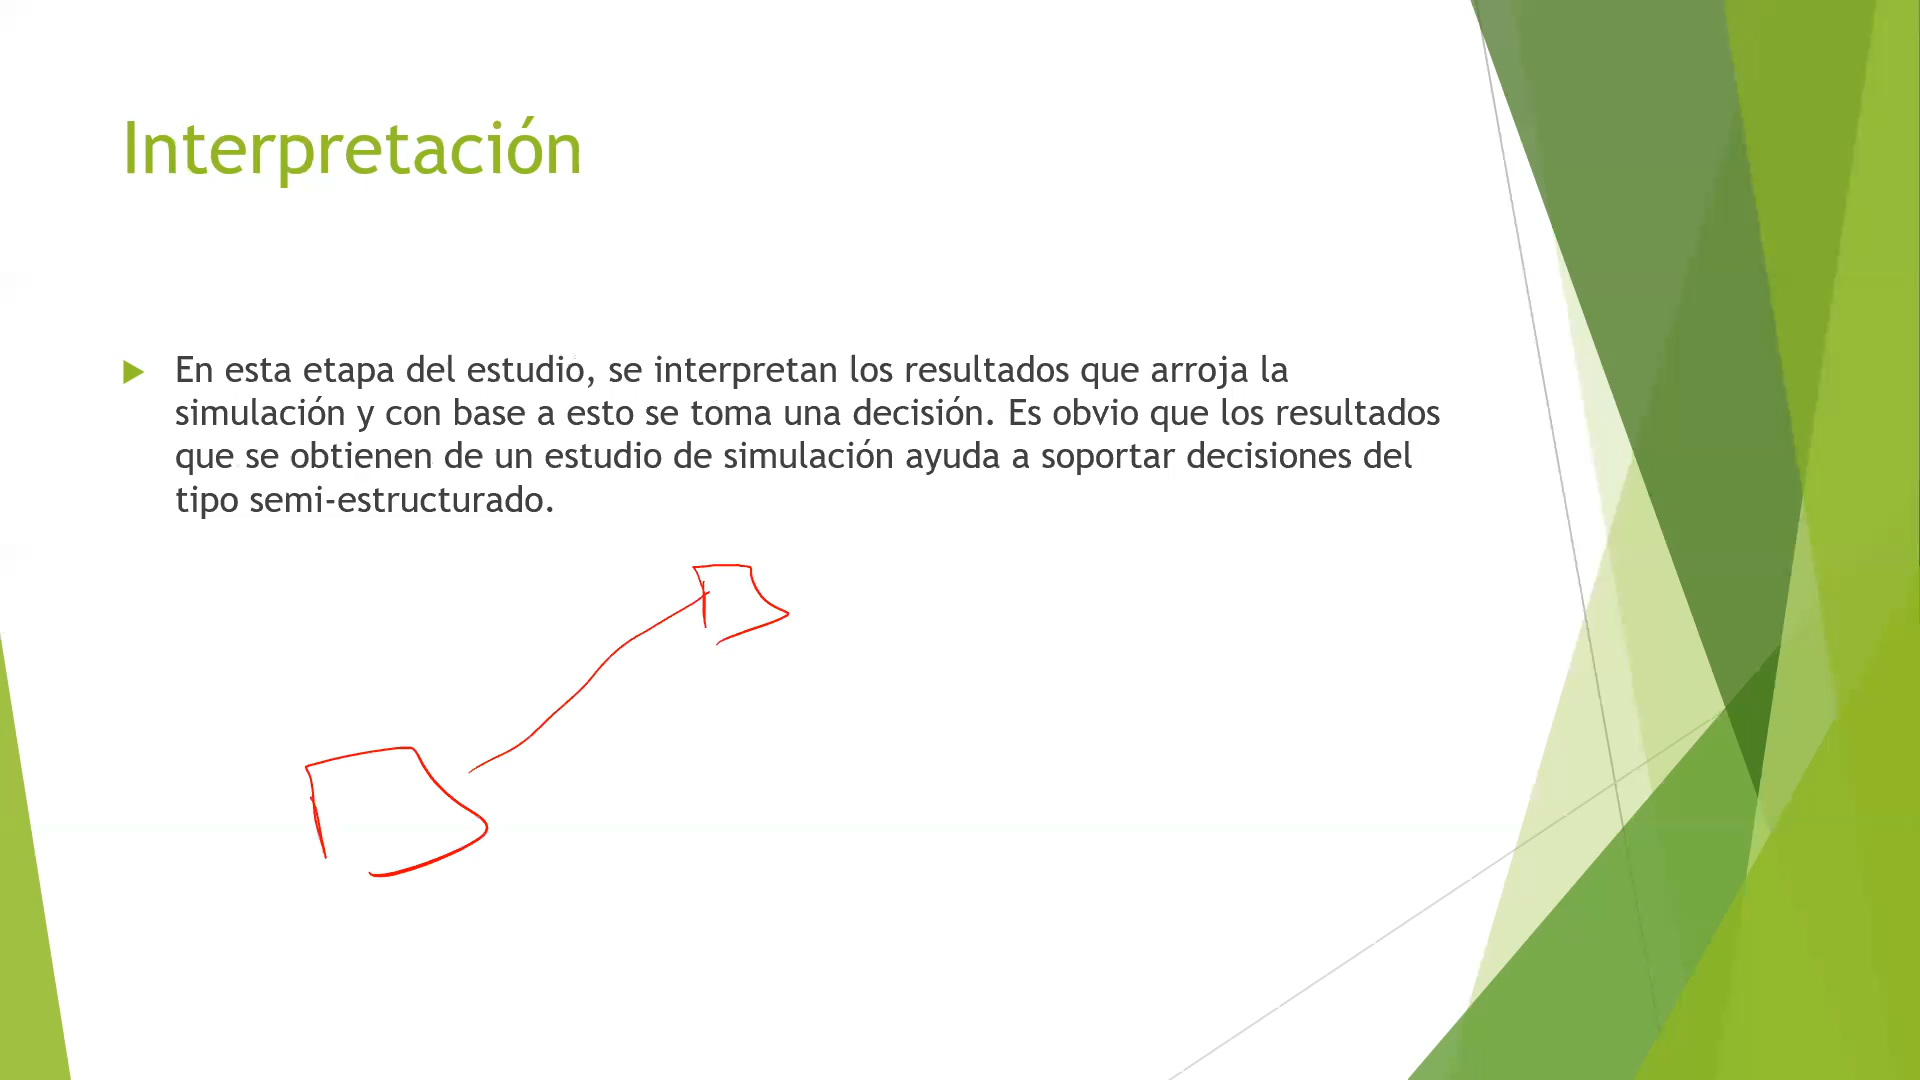 Interpretación
En esta etapa del estudio, se interpretan los resultados que arroja la
simulación y con base a esto se toma una decisión. Es obvio que los resultados
que se obtienen de un estudio de simulación ayuda a soportar decisiones del
tipo semi-estructurado.